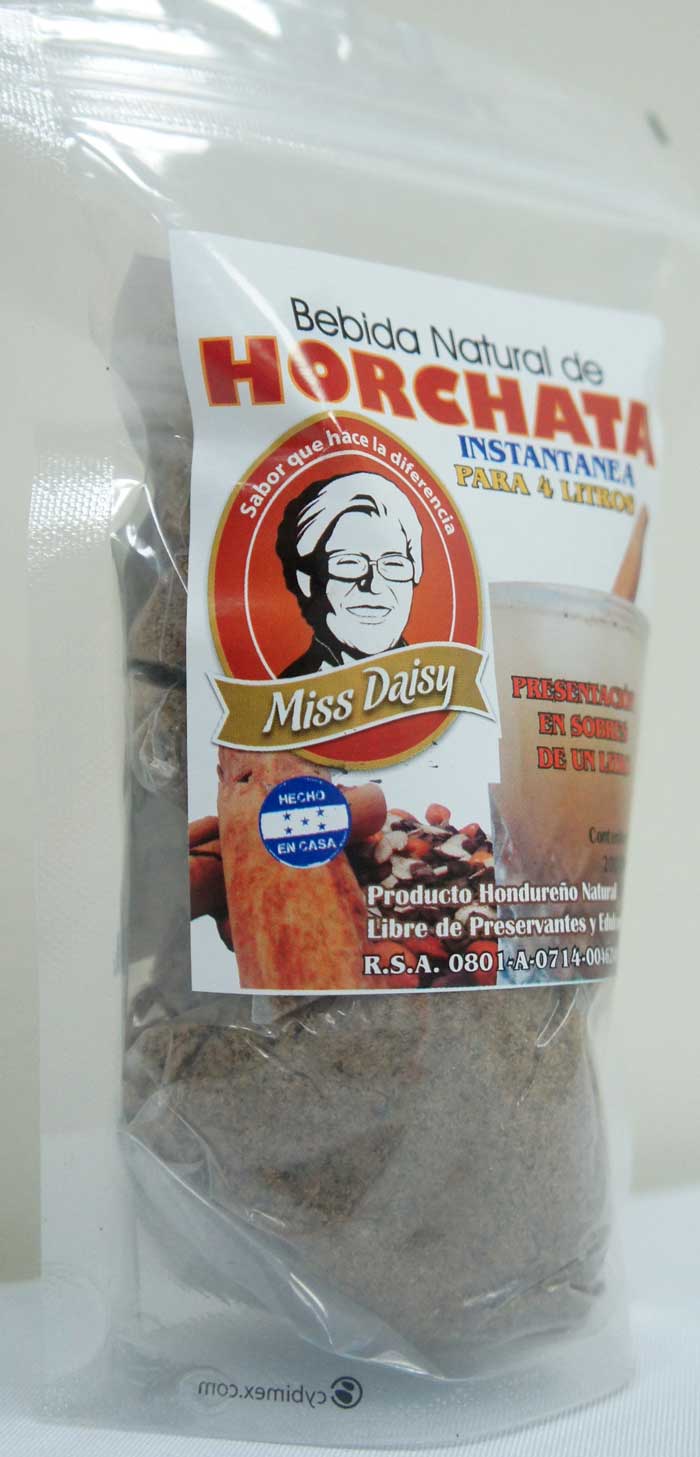 Bebida Natural de
HORCHATA
INSTANTANEA
PARA 4 LITROS
Sabor que hace la diferencia
Miss Daisy
PRESENTACIÓN
EN SOBRES
DE UN
HECHO
EN CASA
Producto Hondureño Natural
Libre de Preservantes y
R.S.A. 0801-A-0714-
cybimex.com